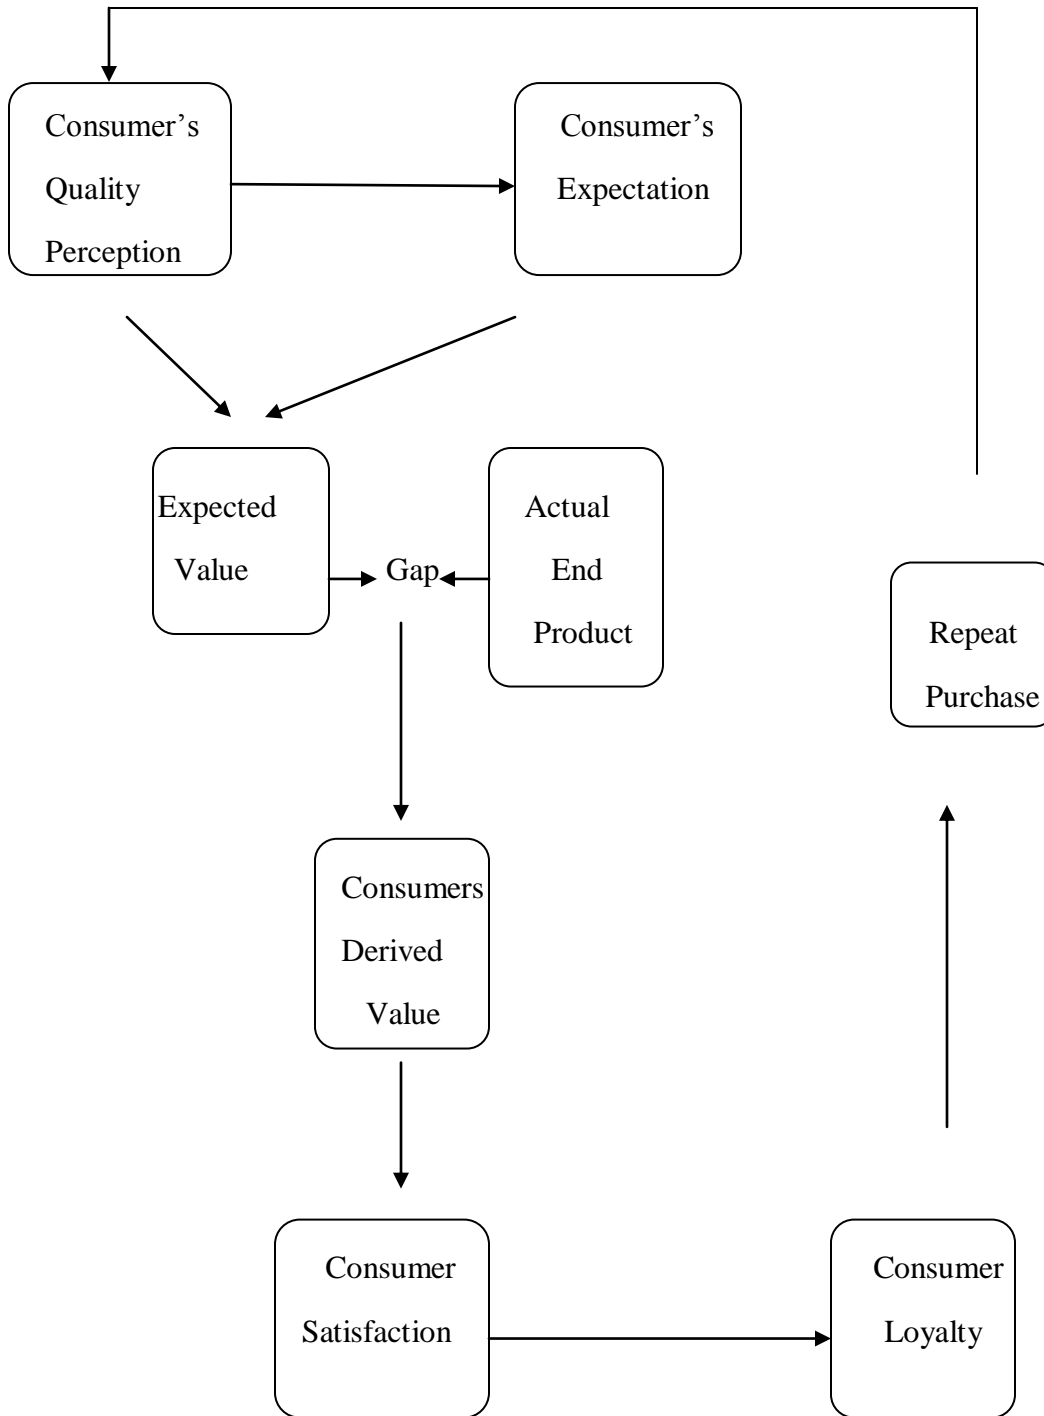 Consumer’s
Quality
Perception
Consumer’s
Expectation
Expected
Value
Gap
Actual
End
Product
Repeat
Purchase
Consumers
Derived
Value
Consumer
Satisfaction
Consumer
Loyalty